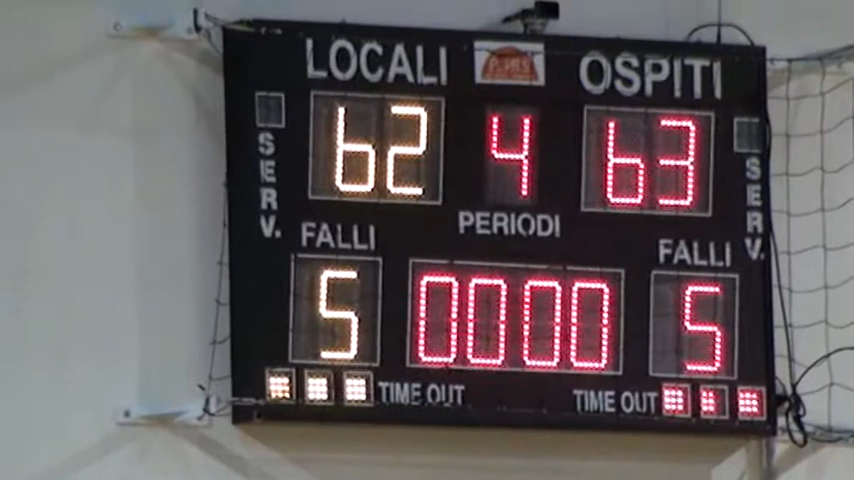 LOCALI
OSPITI
62
4
63
SERV.
PERIODI
SERV.
FALLI
FALLI
5
0000
5
TIME OUT
TIME OUT